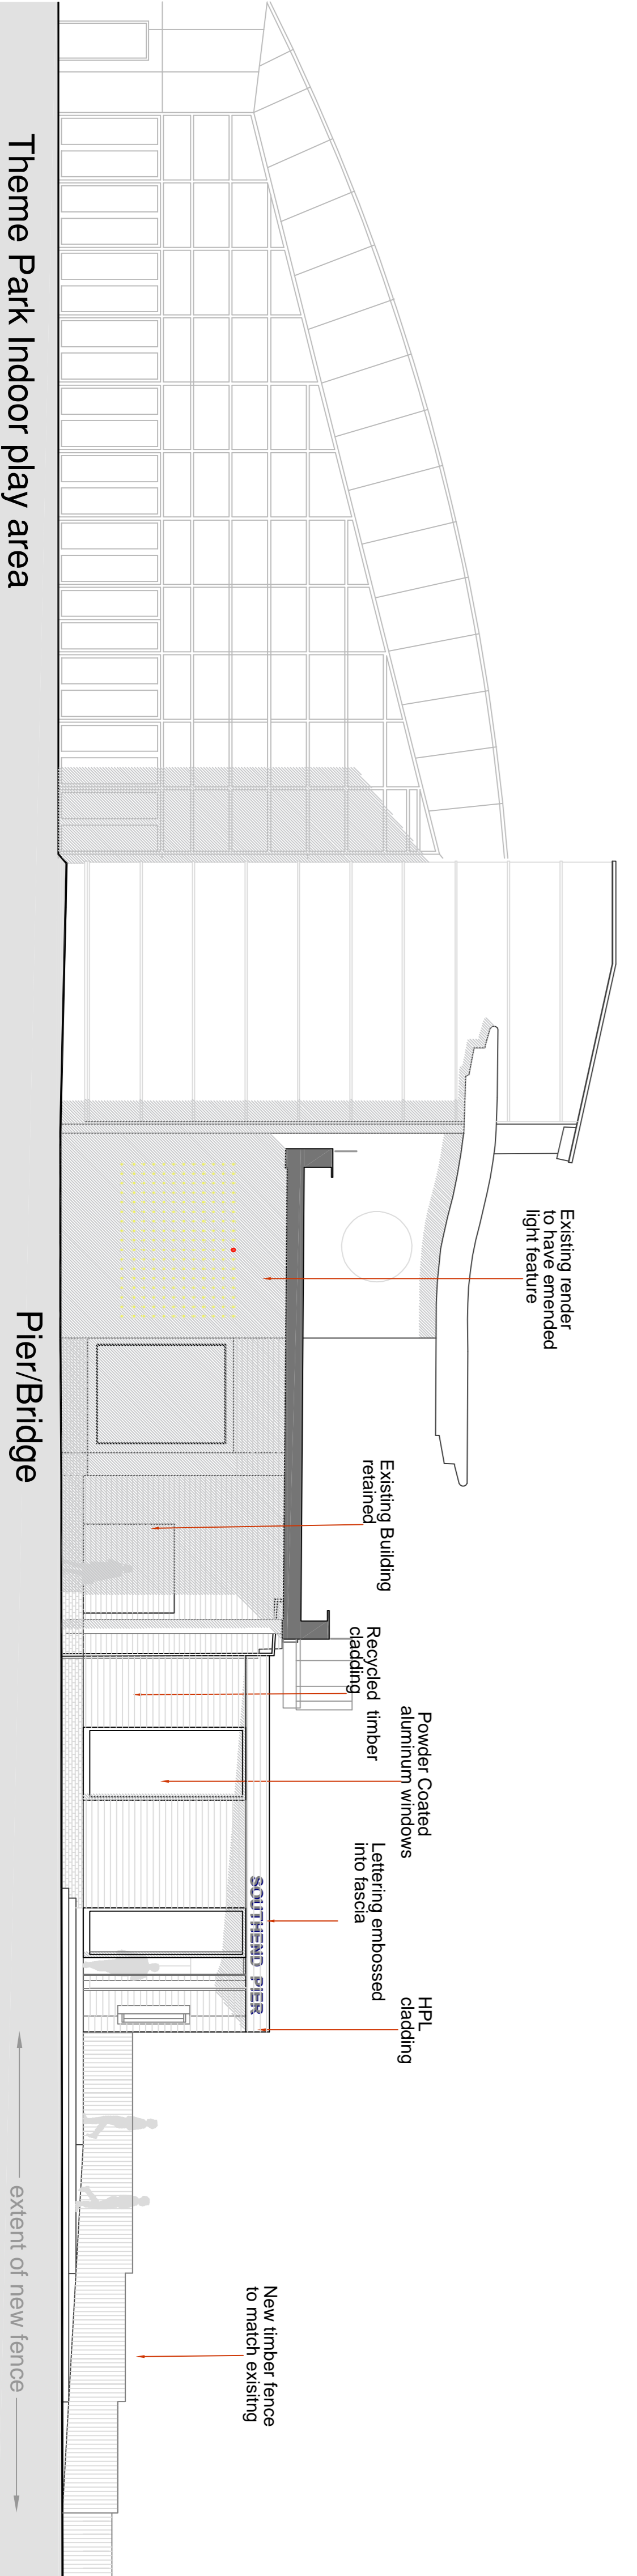 Existing render
to have emended
light feature
Existing Building
retained
Recycled timber
cladding
Powder Coated
aluminum windows
Lettering embossed
into fascia
HPL
cladding
SOUTHEND PIER
New timber fence
to match exisitng
Theme Park Indoor play area
Pier/Bridge
extent of new fence